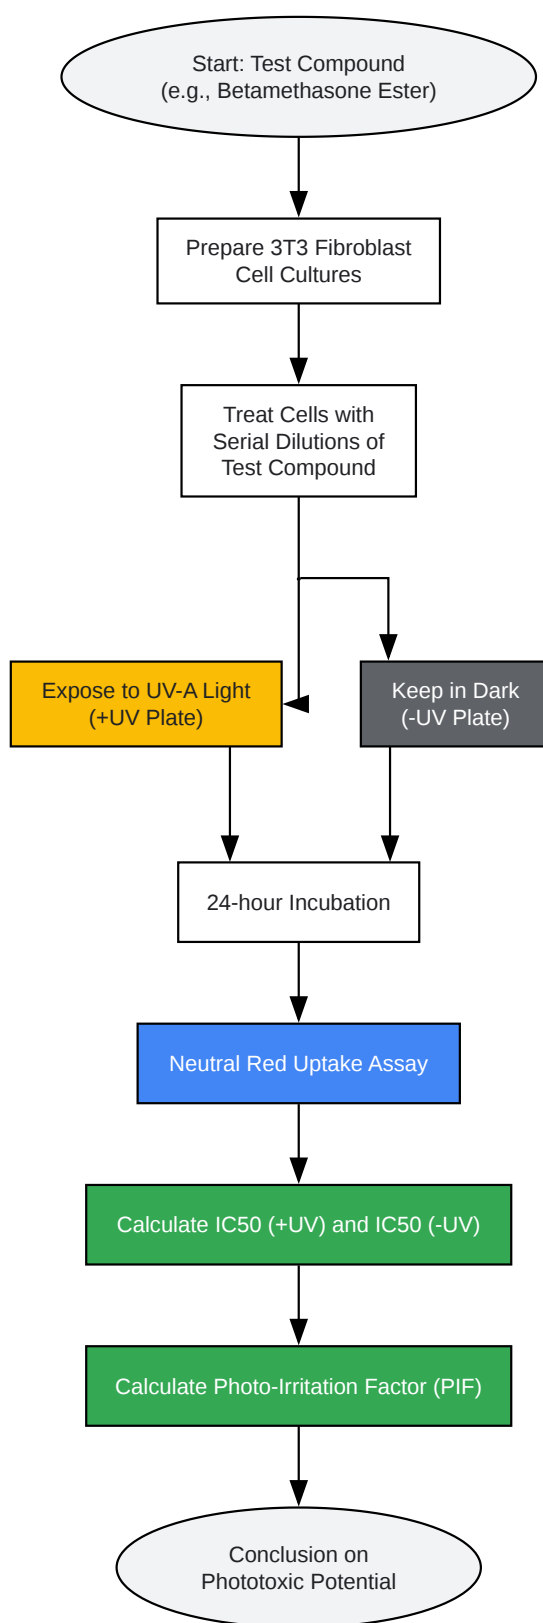 Start: Test Compound
(e.g., Betamethasone Ester)
Prepare 3T3 Fibroblast
Cell Cultures
Treat Cells with
Serial Dilutions of
Test Compound
Expose to UV-A Light
(+UV Plate)
Keep in Dark
(-UV Plate)
24-hour Incubation
Neutral Red Uptake Assay
Calculate IC50 (+UV) and IC50 (-UV)
Calculate Photo-Irritation Factor (PIF)
Conclusion on
Phototoxic Potential